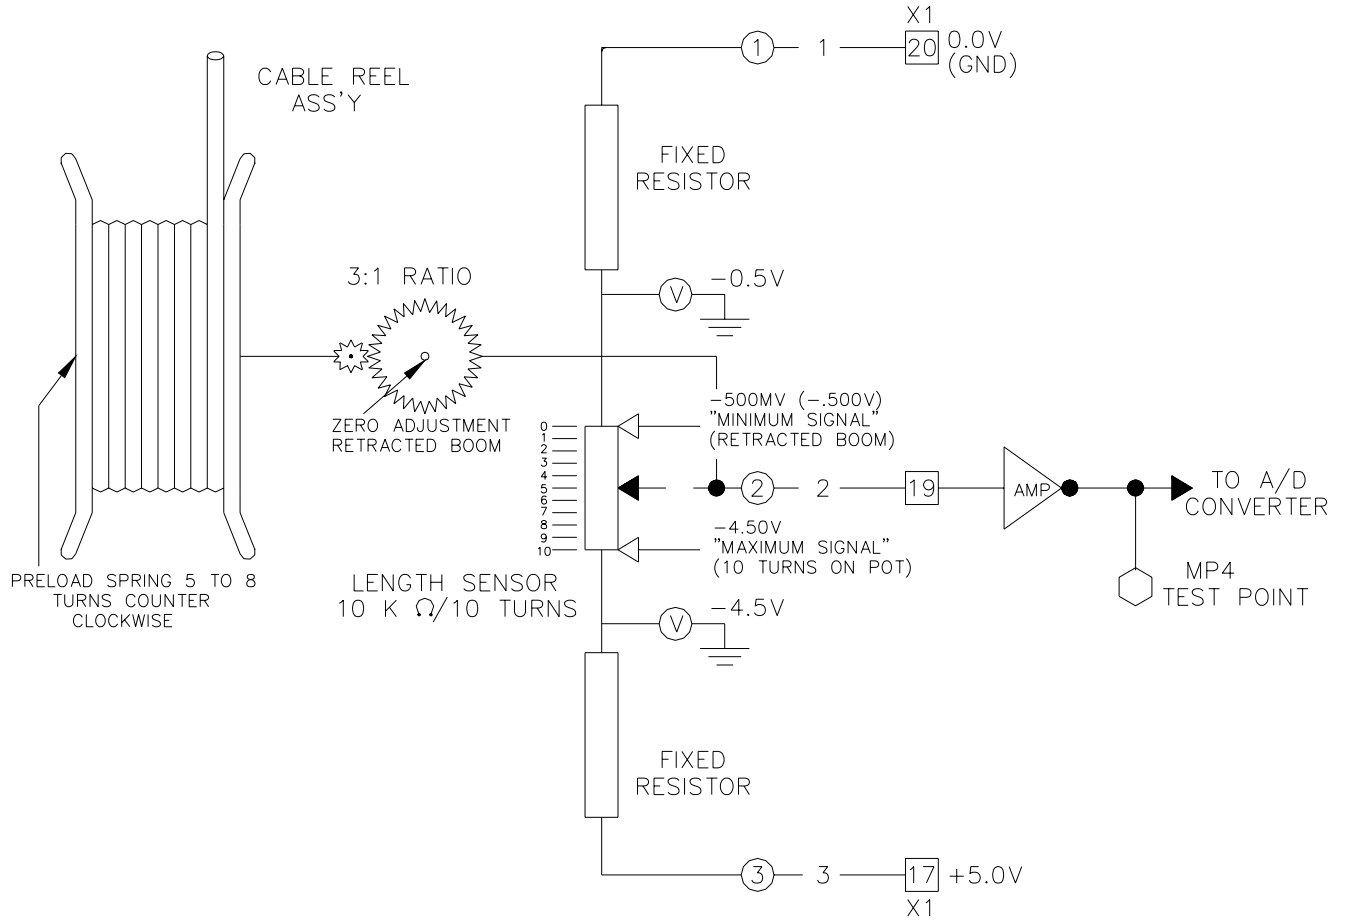 X1
1
1
20
0.0V
(GND)
CABLE REEL
ASS'Y
FIXED
RESISTOR
3:1 RATIO
V
-0.5V
ZERO ADJUSTMENT
RETRACTED BOOM
-500MV (-.500V)
"MINIMUM SIGNAL"
(RETRACTED BOOM)
0
1
2
3
4
5
6
7
8
9
10
2
2
19
AMP
TO A/D
CONVERTER
-4.50V
"MAXIMUM SIGNAL"
(10 TURNS ON POT)
MP4
TEST POINT
PRELOAD SPRING 5 TO 8
TURNS COUNTER
CLOCKWISE
LENGTH SENSOR
10 K Ω/10 TURNS
V
-4.5V
FIXED
RESISTOR
3
3
17
+5.0V
X1